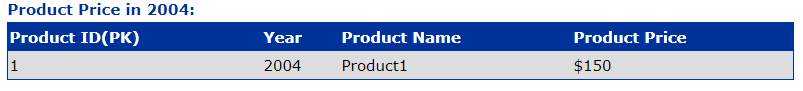 Product Price in 2004:
Product ID(PK) Year Product Name Product Price
1 2004 Product1 $150